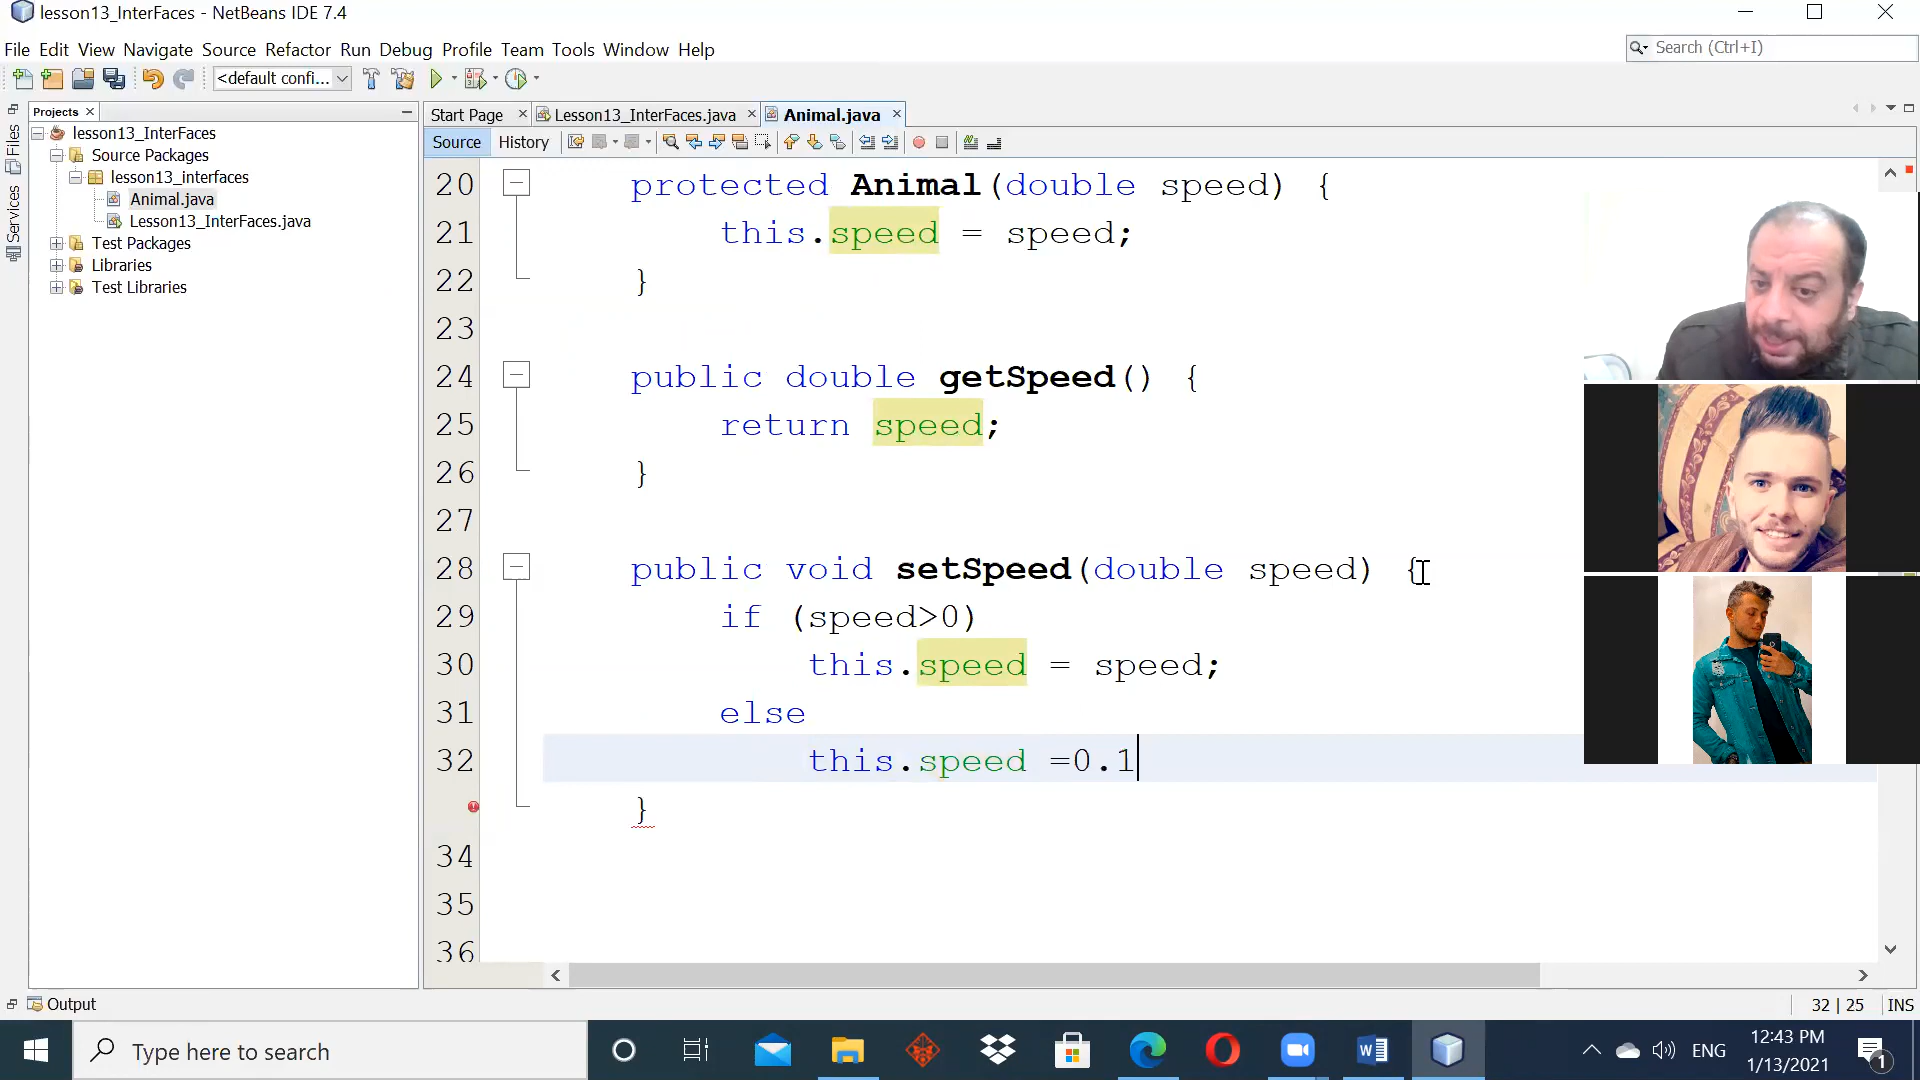 lesson13_InterFaces - NetBeans IDE 7.4
File Edit View Navigate Source Refactor Run Debug Profile Team Tools Window Help
Search (Ctrl+I)
<default confi...
Projects
Start Page
Lesson13_InterFaces.java
Animal.java
Files
Services
lesson13_InterFaces
Source Packages
lesson13_interfaces
Animal.java
Lesson13_InterFaces.java
Test Packages
Libraries
Test Libraries
Source History
20 protected Animal(double speed) {
21 this.speed = speed;
22 }
23
24 public double getSpeed() {
25 return speed;
26 }
27
28 public void setSpeed(double speed) {
29 if (speed>0)
30 this.speed = speed;
31 else
32 this.speed =0.1
}
34
35
36
Output
32 | 25 INS
Type here to search
ENG
12:43 PM
1/13/2021
1